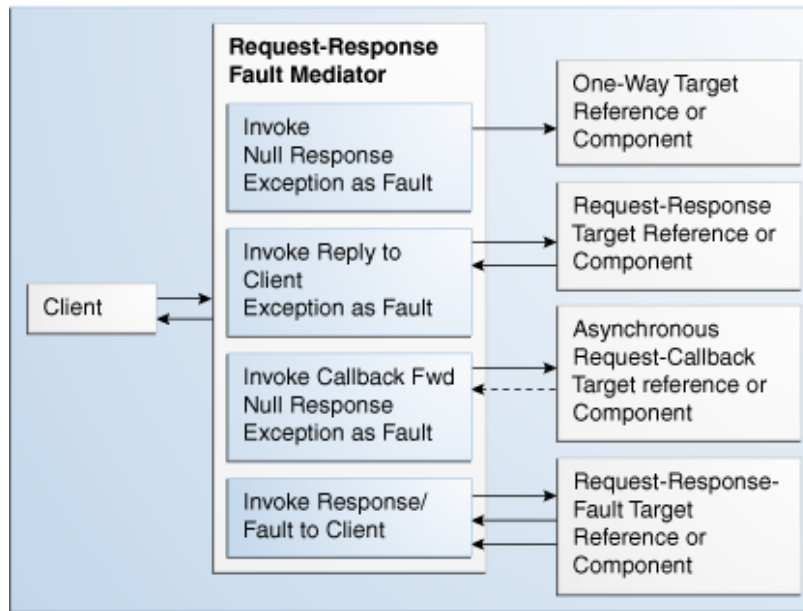 Request-Response
Fault Mediator
Invoke
Null Response
Exception as Fault
One-Way Target
Reference or
Component
Invoke Reply to
Client
Exception as Fault
Request-Response
Target Reference or
Component
Client
Invoke Callback Fwd
Null Response
Exception as Fault
Asynchronous
Request-Callback
Target reference or
Component
Invoke Response/
Fault to Client
Request-Response-
Fault Target
Reference or
Component